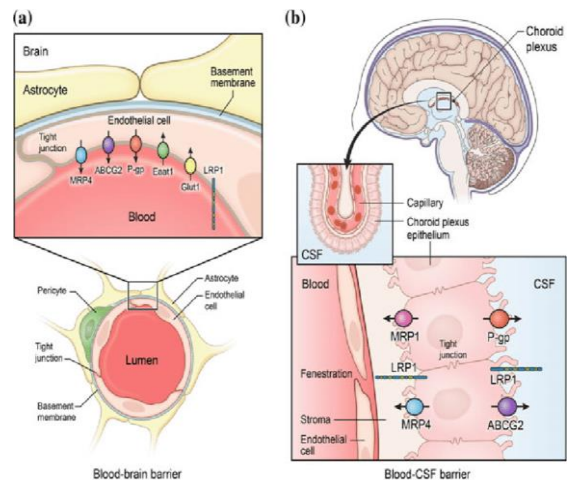 (a)
Brain
Astrocyte
Basement
membrane
Endothelial cell
Tight
junction
MRP4
ABCG2
P-gp
Eaat1
Glut1
LRP1
Blood
Pericyte
Astrocyte
Endothelial
cell
Tight
junction
Lumen
Basement
membrane
Blood-brain barrier
(b)
Choroid
plexus
Capillary
Choroid plexus
epithelium
CSF
Blood
CSF
MRP1
P-gp
Tight
junction
Fenestration
LRP1
LRP1
Stroma
MRP4
ABCG2
Endothelial
cell
Blood-CSF barrier